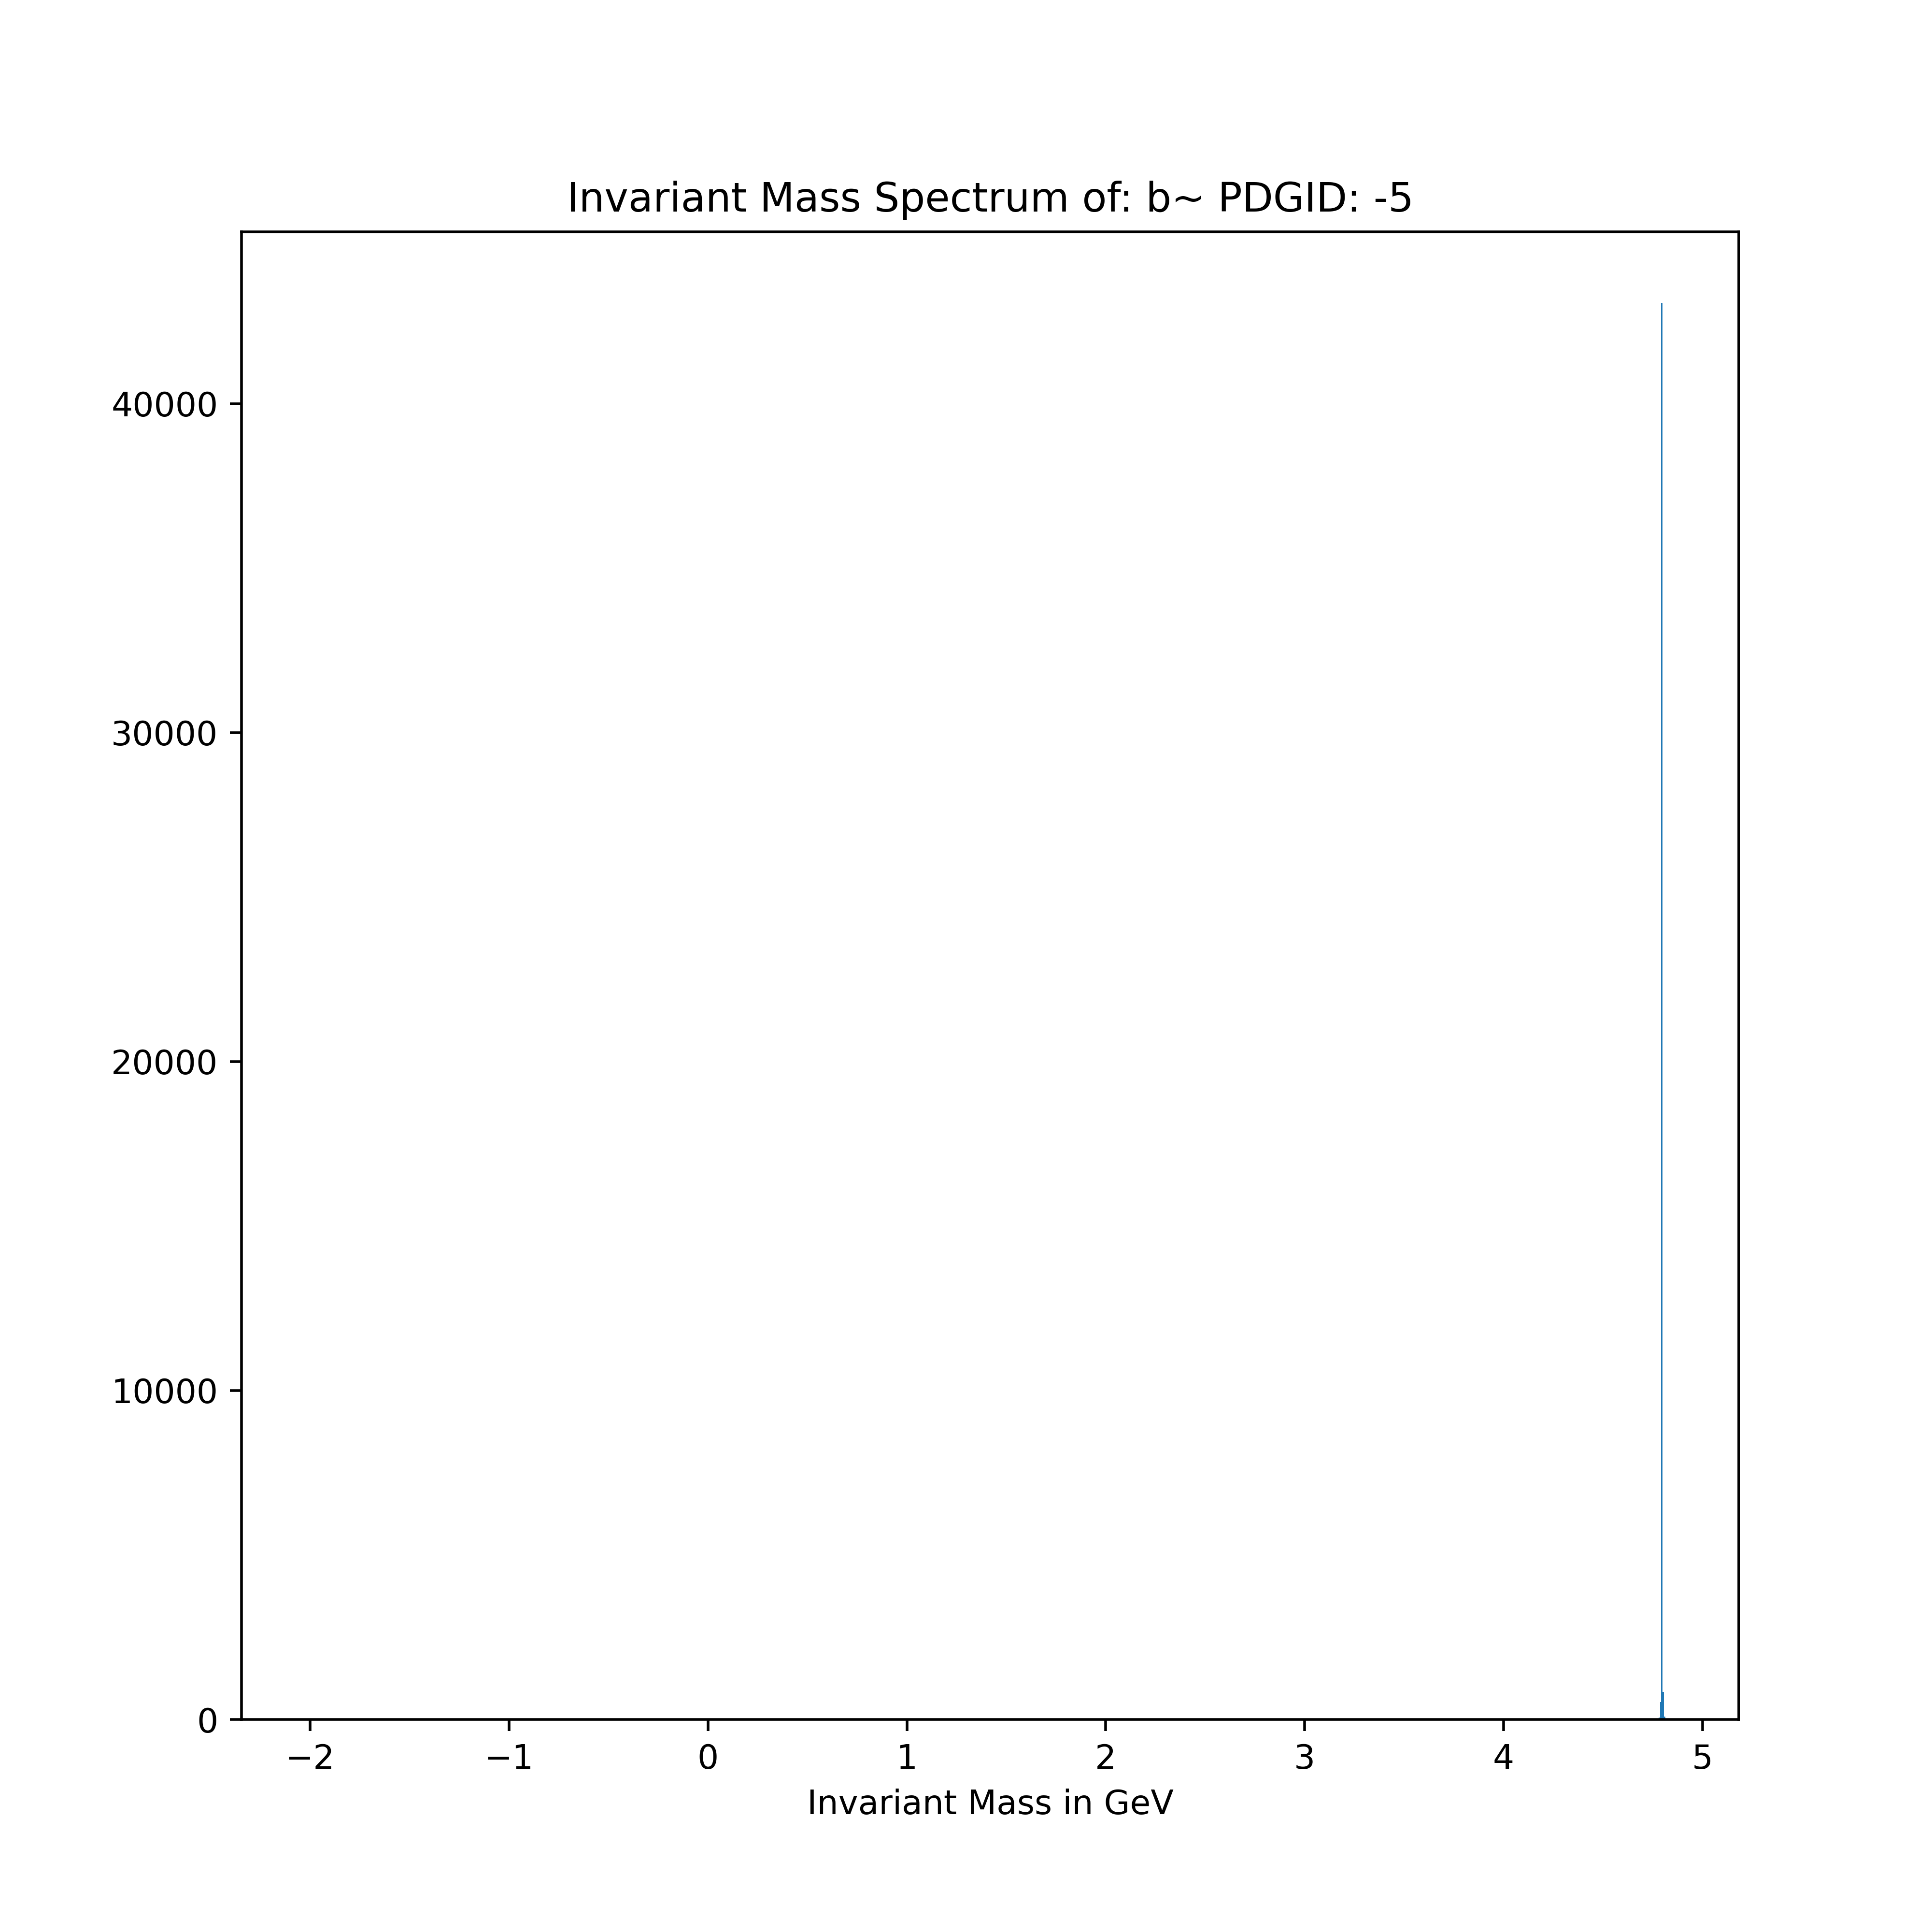 Invariant Mass Spectrum of: b~ PDGID: -5
40000
30000
20000
10000
0
−2 −1 0 1 2 3 4 5
Invariant Mass in GeV